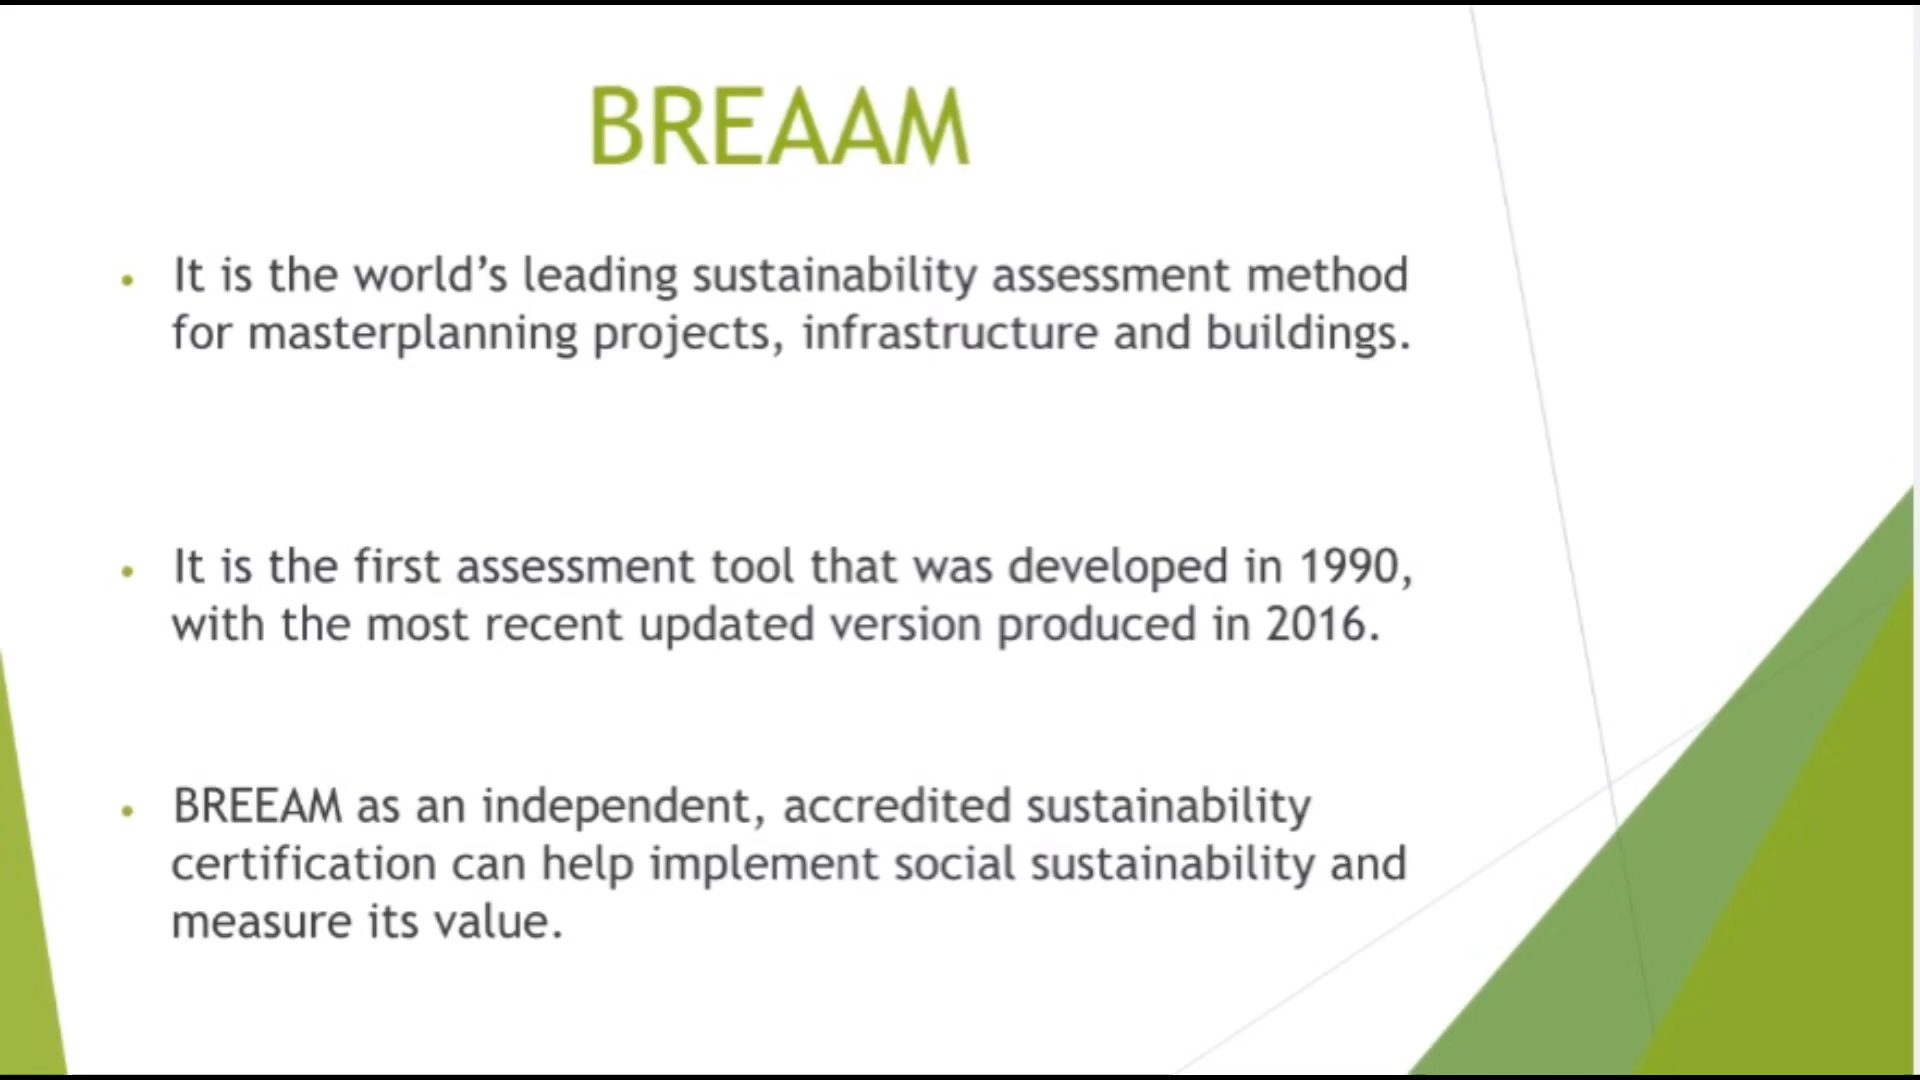 BREAAM
• It is the world’s leading sustainability assessment method
for masterplanning projects, infrastructure and buildings.
• It is the first assessment tool that was developed in 1990,
with the most recent updated version produced in 2016.
• BREEAM as an independent, accredited sustainability
certification can help implement social sustainability and
measure its value.